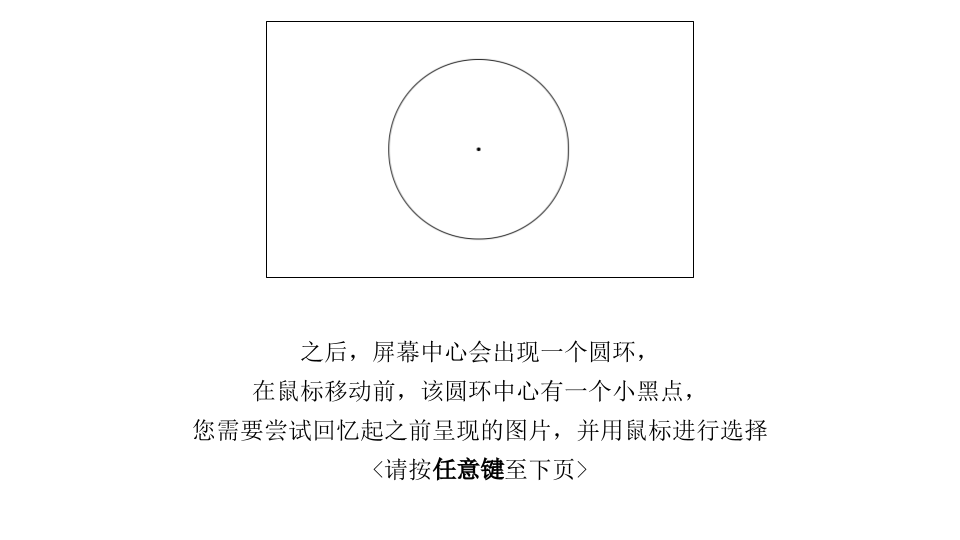 之后，屏幕中心会出现一个圆环，
在鼠标移动前，该圆环中心有一个小黑点，
您需要尝试回忆起之前呈现的图片，并用鼠标进行选择
<请按任意键至下页>